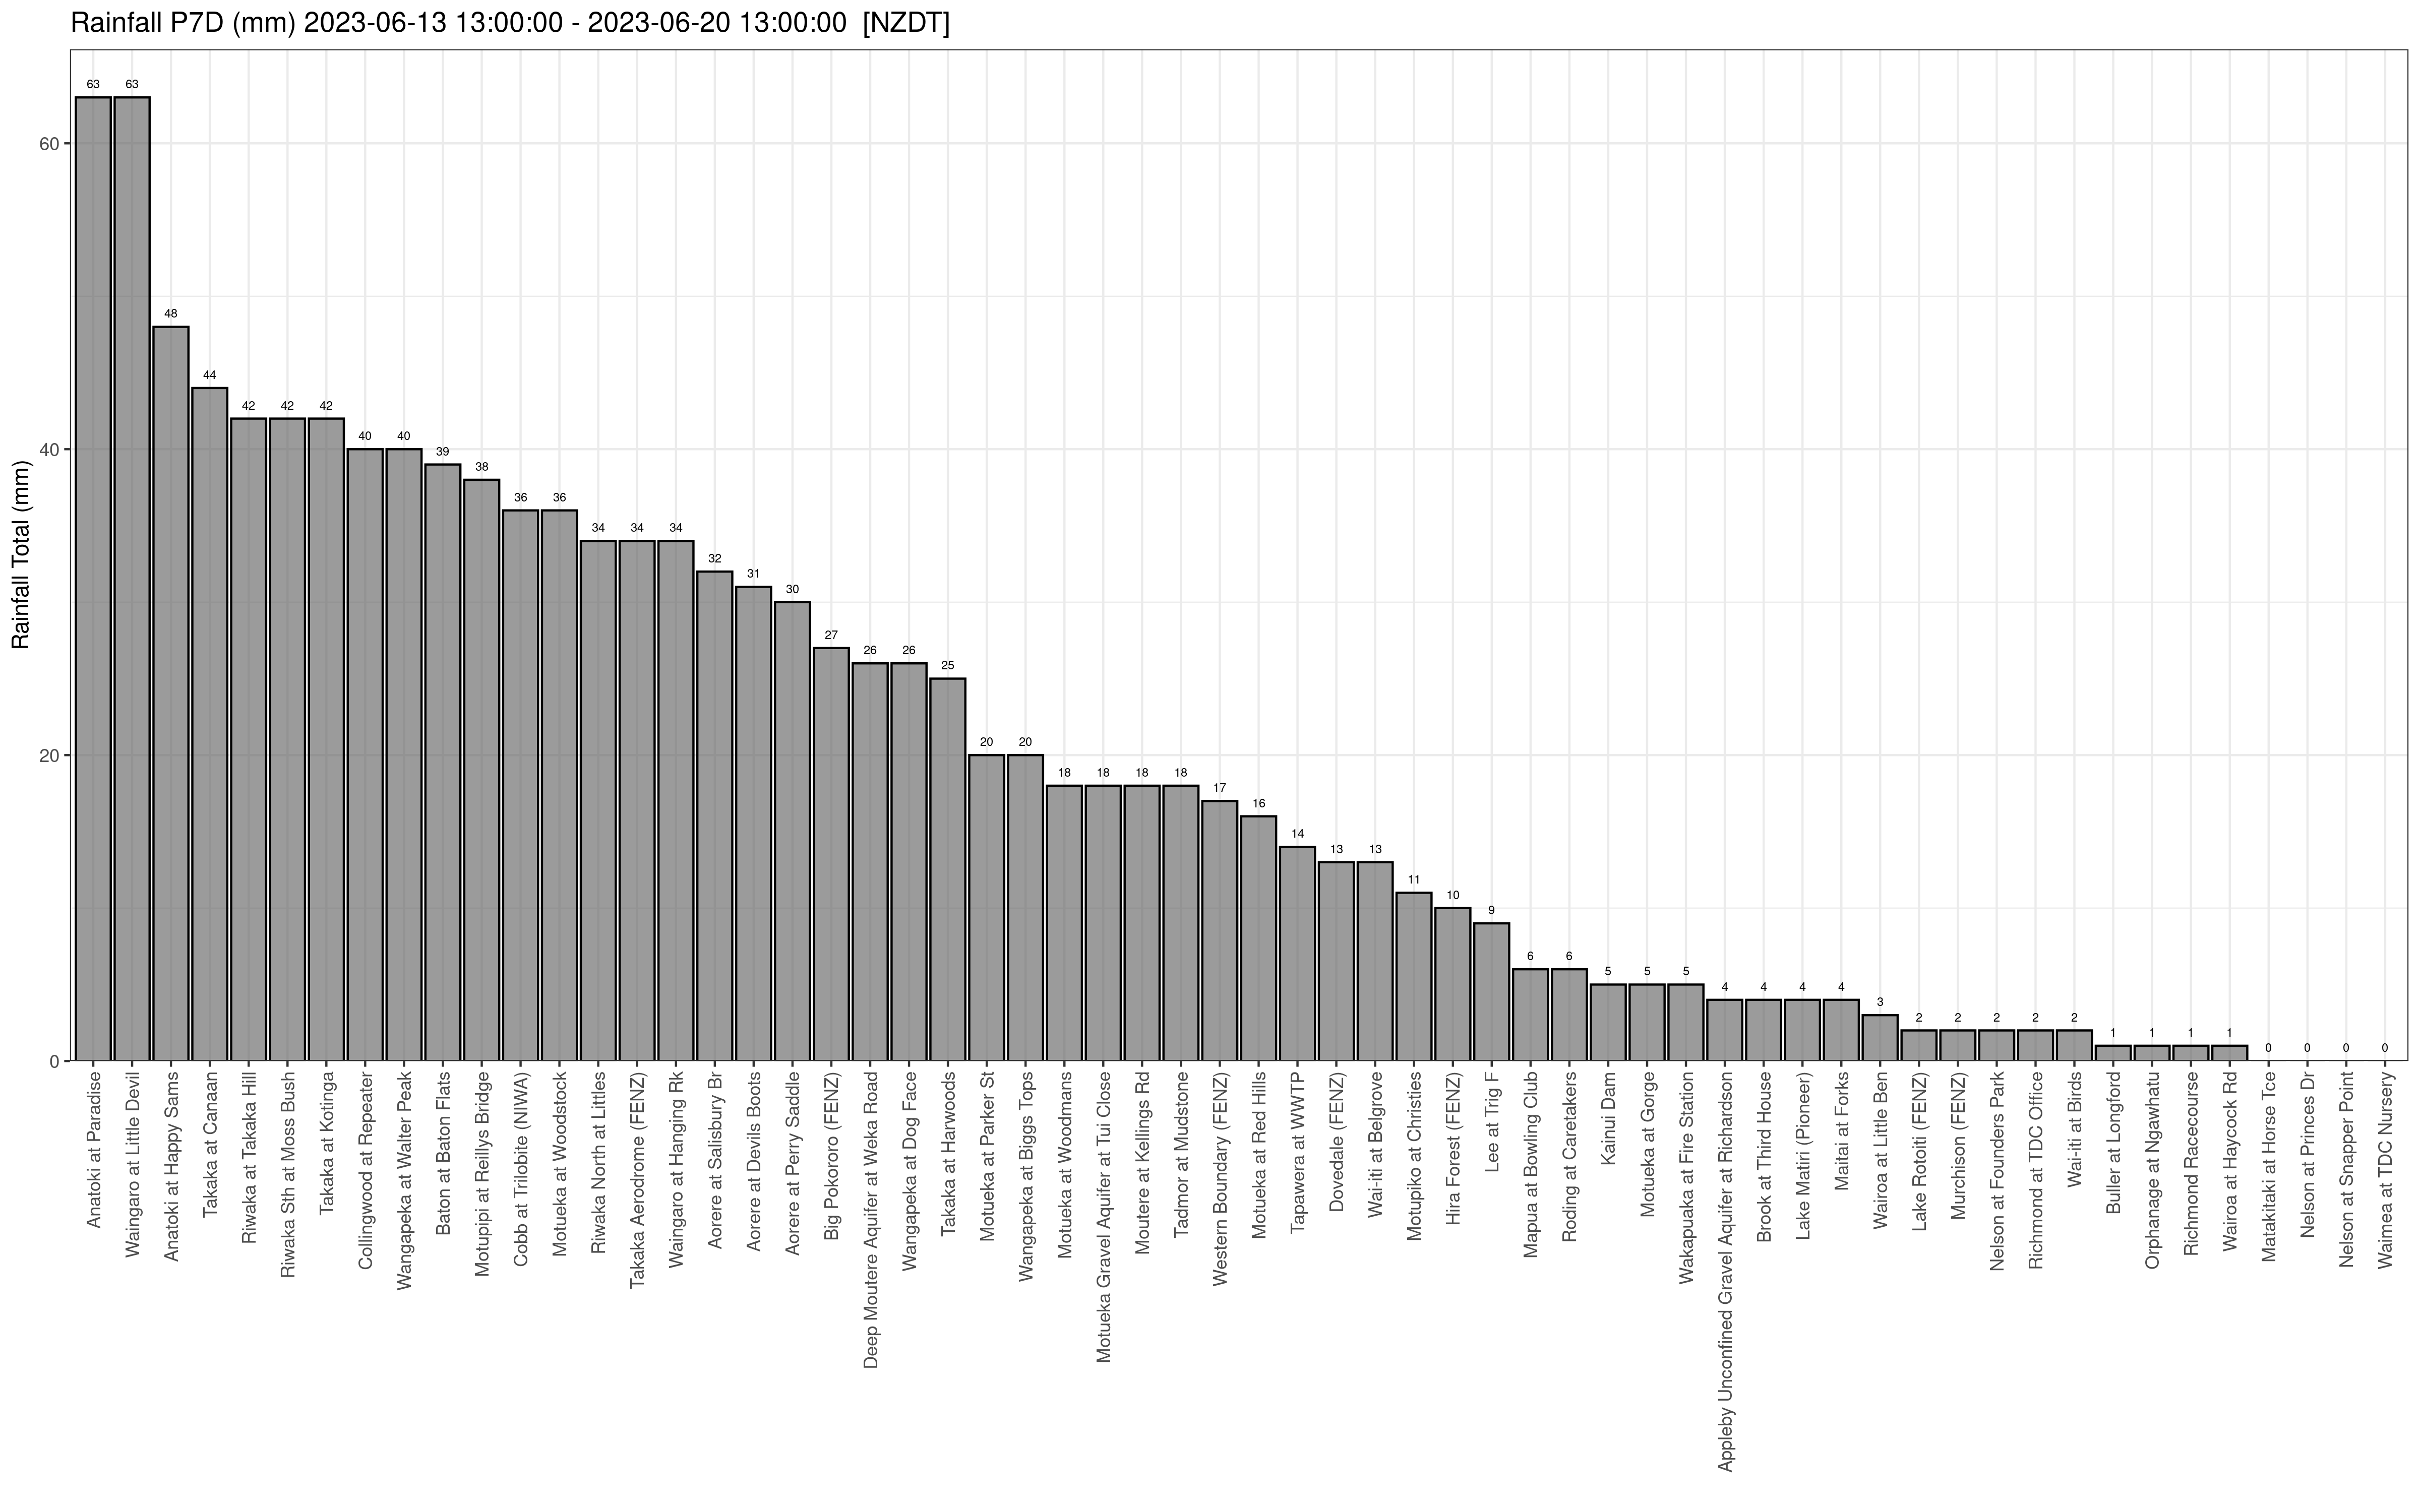 Rainfall P7D (mm) 2023-06-13 13:00:00 - 2023-06-20 13:00:00 [NZDT]
Rainfall Total (mm)
60
40
20
0
63
63
48
44
42
42
42
40
40
39
38
36
36
34
34
34
32
31
30
27
26
26
25
20
20
18
18
18
18
17
16
14
13
13
11
10
9
6
6
5
5
5
4
4
4
4
3
2
2
2
2
2
1
1
1
1
0
0
0
0
Anatoki at Paradise
Waingaro at Little Devil
Anatoki at Happy Sams
Takaka at Canaan
Riwaka at Takaka Hill
Riwaka Sth at Moss Bush
Takaka at Kotinga
Collingwood at Repeater
Wangapeka at Walter Peak
Baton at Baton Flats
Motupipi at Reillys Bridge
Cobb at Trilobite (NIWA)
Motueka at Woodstock
Riwaka North at Littles
Takaka Aerodrome (FENZ)
Waingaro at Hanging Rk
Aorere at Salisbury Br
Aorere at Devils Boots
Aorere at Perry Saddle
Big Pokororo (FENZ)
Deep Moutere Aquifer at Weka Road
Wangapeka at Dog Face
Takaka at Harwoods
Motueka at Parker St
Wangapeka at Biggs Tops
Motueka at Woodmans
Motueka Gravel Aquifer at Tui Close
Moutere at Kellings Rd
Tadmor at Mudstone
Western Boundary (FENZ)
Motueka at Red Hills
Tapawera at WWTP
Dovedale (FENZ)
Wai-iti at Belgrove
Motupiko at Christies
Hira Forest (FENZ)
Lee at Trig F
Mapua at Bowling Club
Roding at Caretakers
Kainui Dam
Motueka at Gorge
Wakapuaka at Fire Station
Appleby Unconfined Gravel Aquifer at Richardson
Brook at Third House
Lake Matiri (Pioneer)
Maitai at Forks
Wairoa at Little Ben
Lake Rotoiti (FENZ)
Murchison (FENZ)
Nelson at Founders Park
Richmond at TDC Office
Wai-iti at Birds
Buller at Longford
Orphanage at Ngawhatu
Richmond Racecourse
Wairoa at Haycock Rd
Matakitaki at Horse Tce
Nelson at Princes Dr
Nelson at Snapper Point
Waimea at TDC Nursery